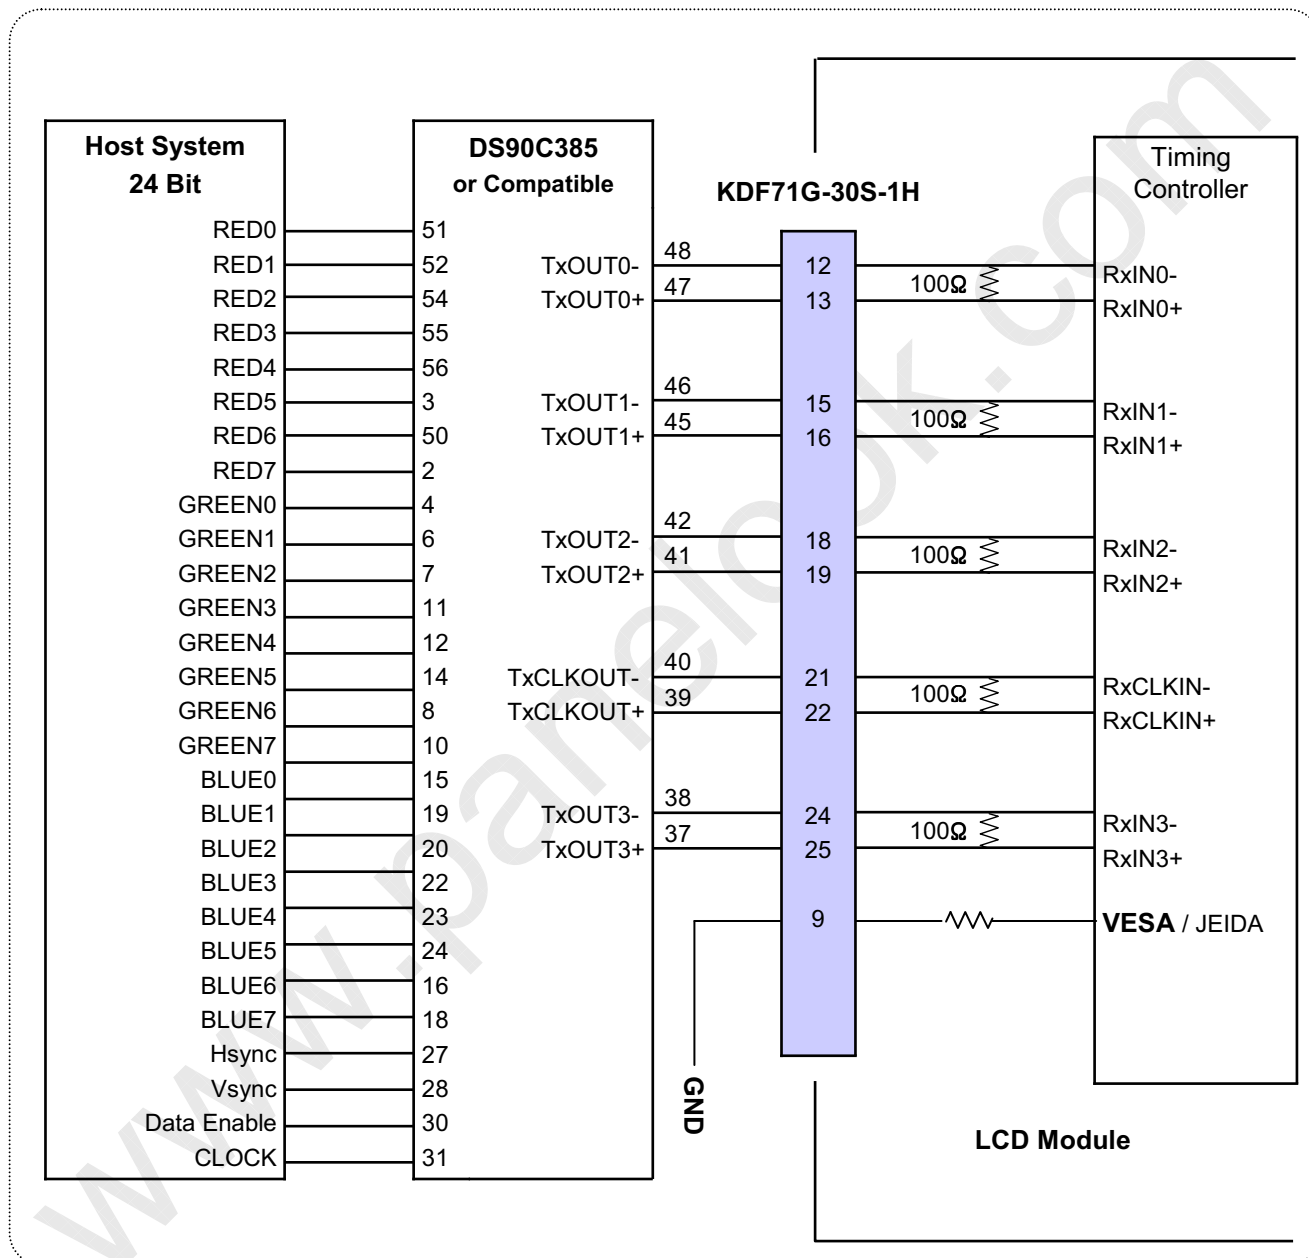 Host System
24 Bit
RED0
RED1
RED2
RED3
RED4
RED5
RED6
RED7
GREEN0
GREEN1
GREEN2
GREEN3
GREEN4
GREEN5
GREEN6
GREEN7
BLUE0
BLUE1
BLUE2
BLUE3
BLUE4
BLUE5
BLUE6
BLUE7
Hsync
Vsync
Data Enable
CLOCK
DS90C385
or Compatible
51
52
54
55
56
3
50
2
4
6
7
11
12
14
8
10
15
19
20
22
23
24
16
18
27
28
30
31
TxOUT0-
TxOUT0+
TxOUT1-
TxOUT1+
TxOUT2-
TxOUT2+
TxCLKOUT-
TxCLKOUT+
TxOUT3-
TxOUT3+
48
47
46
45
42
41
40
39
38
37
GND
KDF71G-30S-1H
12
13
15
16
18
19
21
22
24
25
9
100Ω
100Ω
100Ω
100Ω
100Ω
Timing
Controller
RxIN0-
RxIN0+
RxIN1-
RxIN1+
RxIN2-
RxIN2+
RxCLKIN-
RxCLKIN+
RxIN3-
RxIN3+
VESA / JEIDA
LCD Module
www.panelook.com